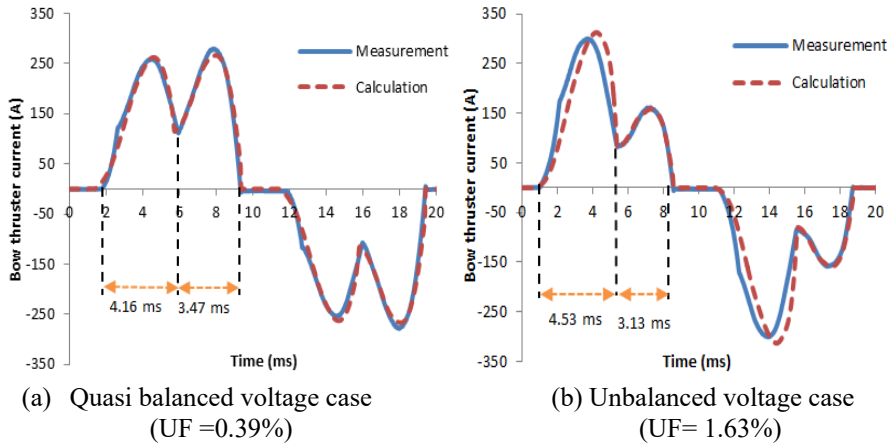 350
250
150
50
-50
-150
-250
-350
Bow thruster current (A)
0 2 4 6 8 10 12 14 16 18 20
Measurement
Calculation
4.16 ms
3.47 ms
Time (ms)
(a) Quasi balanced voltage case
(UF =0.39%)
350
250
150
50
-50
-150
-250
-350
Bow thruster current (A)
0 2 4 6 8 10 12 14 16 18 20
Measurement
Calculation
4.53 ms
3.13 ms
Time (ms)
(b) Unbalanced voltage case
(UF= 1.63%)